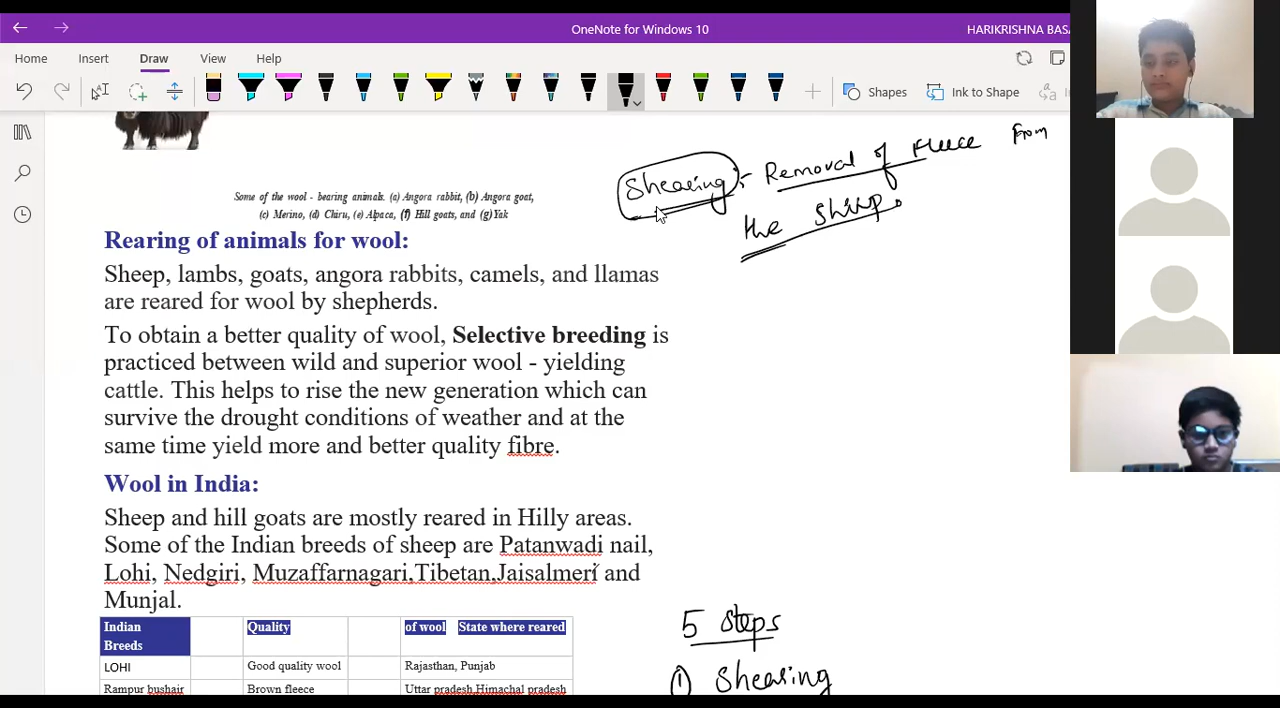 OneNote for Windows 10
HARIKRISHNA BASA
Home Insert Draw View Help
Shapes Ink to Shape
Shearing :- Removal of fleece from
the sheep.
Some of the wool - bearing animals. (a) Angora rabbit, (b) Angora goat,
(c) Merino, (d) Chiru, (e) Alpaca, (f) Hill goats, and (g)Yak
Rearing of animals for wool:
Sheep, lambs, goats, angora rabbits, camels, and llamas
are reared for wool by shepherds.
To obtain a better quality of wool, Selective breeding is
practiced between wild and superior wool - yielding
cattle. This helps to rise the new generation which can
survive the drought conditions of weather and at the
same time yield more and better quality fibre.
Wool in India:
Sheep and hill goats are mostly reared in Hilly areas.
Some of the Indian breeds of sheep are Patanwadi nail,
Lohi, Nedgiri, Muzaffarnagari,Tibetan,Jaisalmeri and
Munjal.
Indian Quality of wool State where reared
Breeds
LOHI Good quality wool Rajasthan, Punjab
Rampur bushair Brown fleece Uttar pradesh,Himachal pradesh
5 Steps
① Shearing